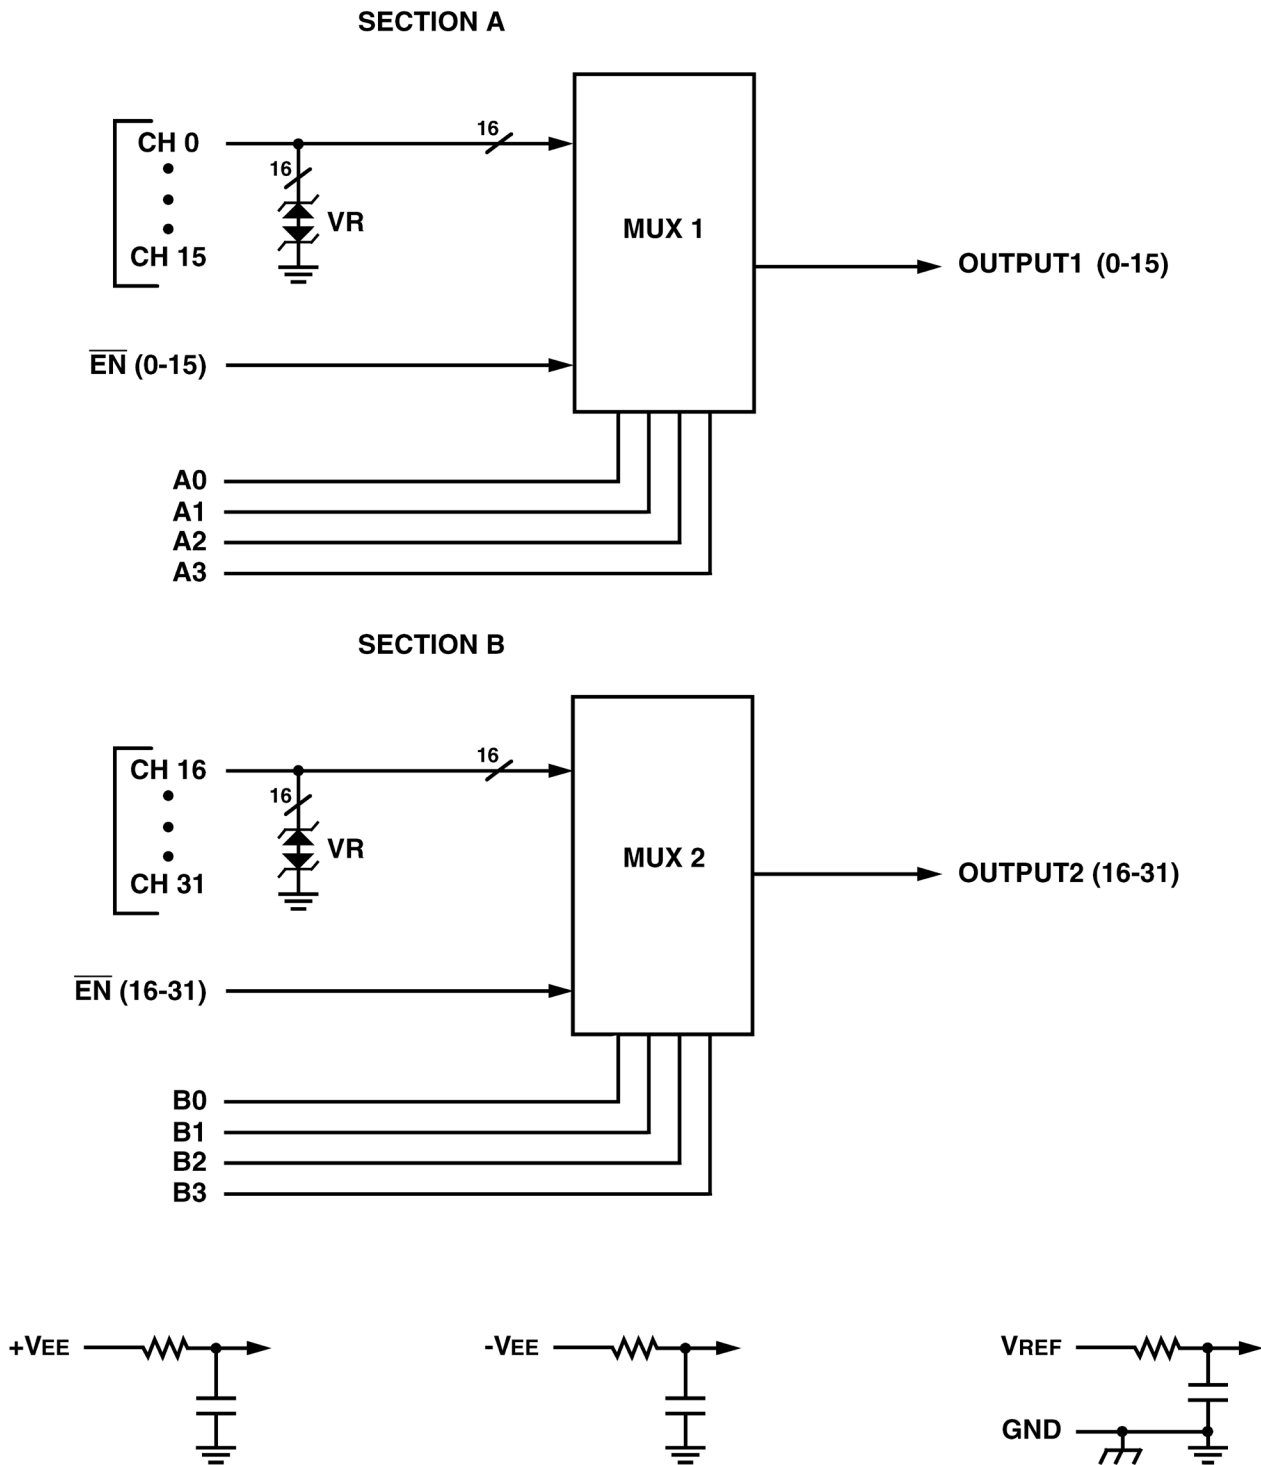 SECTION A
CH 0
16
16
VR
CH 15
MUX 1
OUTPUT1 (0-15)
EN (0-15)
A0
A1
A2
A3
SECTION B
CH 16
16
16
VR
CH 31
MUX 2
OUTPUT2 (16-31)
EN (16-31)
B0
B1
B2
B3
+VEE
-VEE
VREF
GND